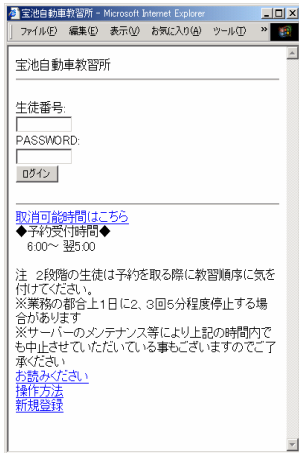 宝池自動車教習所 - Microsoft Internet Explorer
ファイル(F) 編集(E) 表示(V) お気に入り(A) ツール(T) »
宝池自動車教習所
生徒番号:
PASSWORD:
ログイン
取消可能時間はこちら
◆予約受付時間◆
6:00～ 翌5:00
注 2段階の生徒は予約を取る際に教習順序に気を
付けてください。
※業務の都合上1日に2、3回5分程度停止する場
合があります
※サーバーのメンテナンス等により上記の時間内で
も中止させていただいている事もございますのでご了
承ください
お読みください
操作方法
新規登録